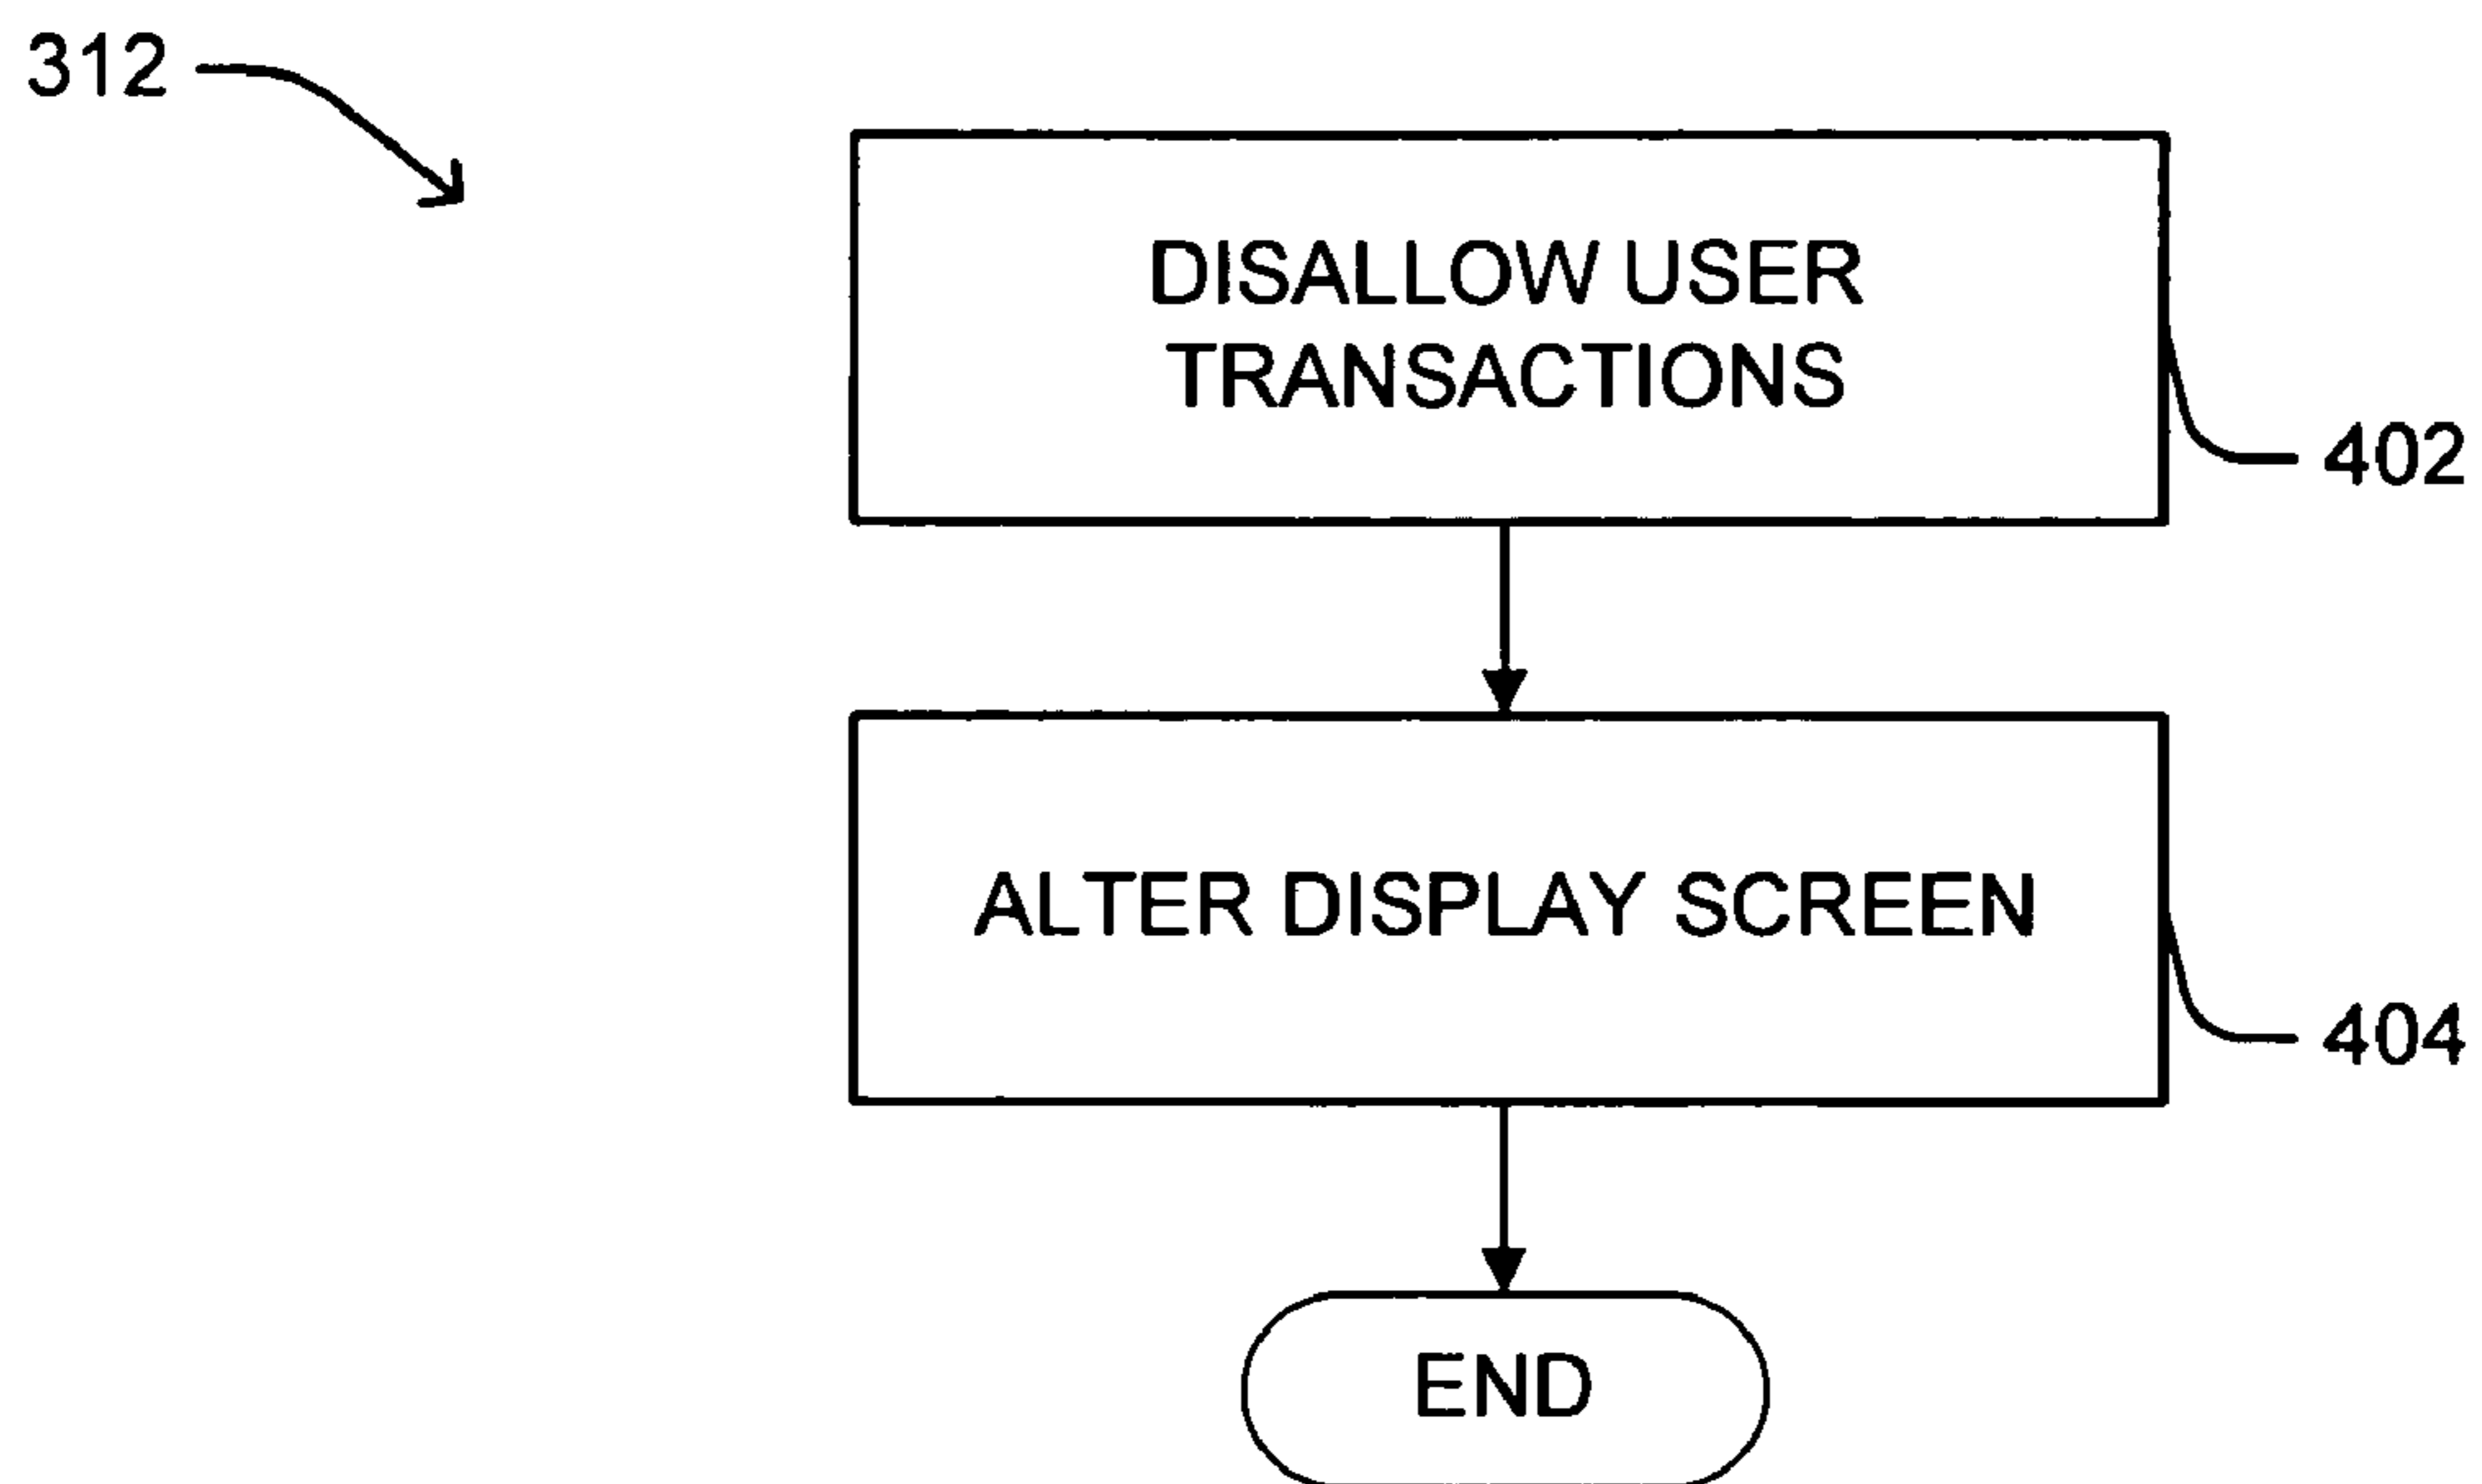 312
DISALLOW USER
TRANSACTIONS
402
ALTER DISPLAY SCREEN
404
END